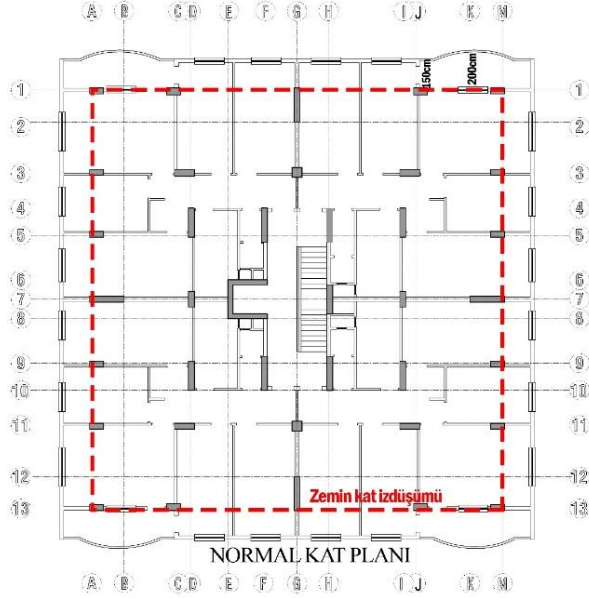 A B C D E F G H I J K M
150cm
200cm
1 1
2 2
3 3
4 4
5 5
6 6
7 7
8 8
9 9
10 10
11 11
12 12
Zemin kat izdüşümü
13 13
NORMAL KAT PLANI
A B C D E F G H I J K M